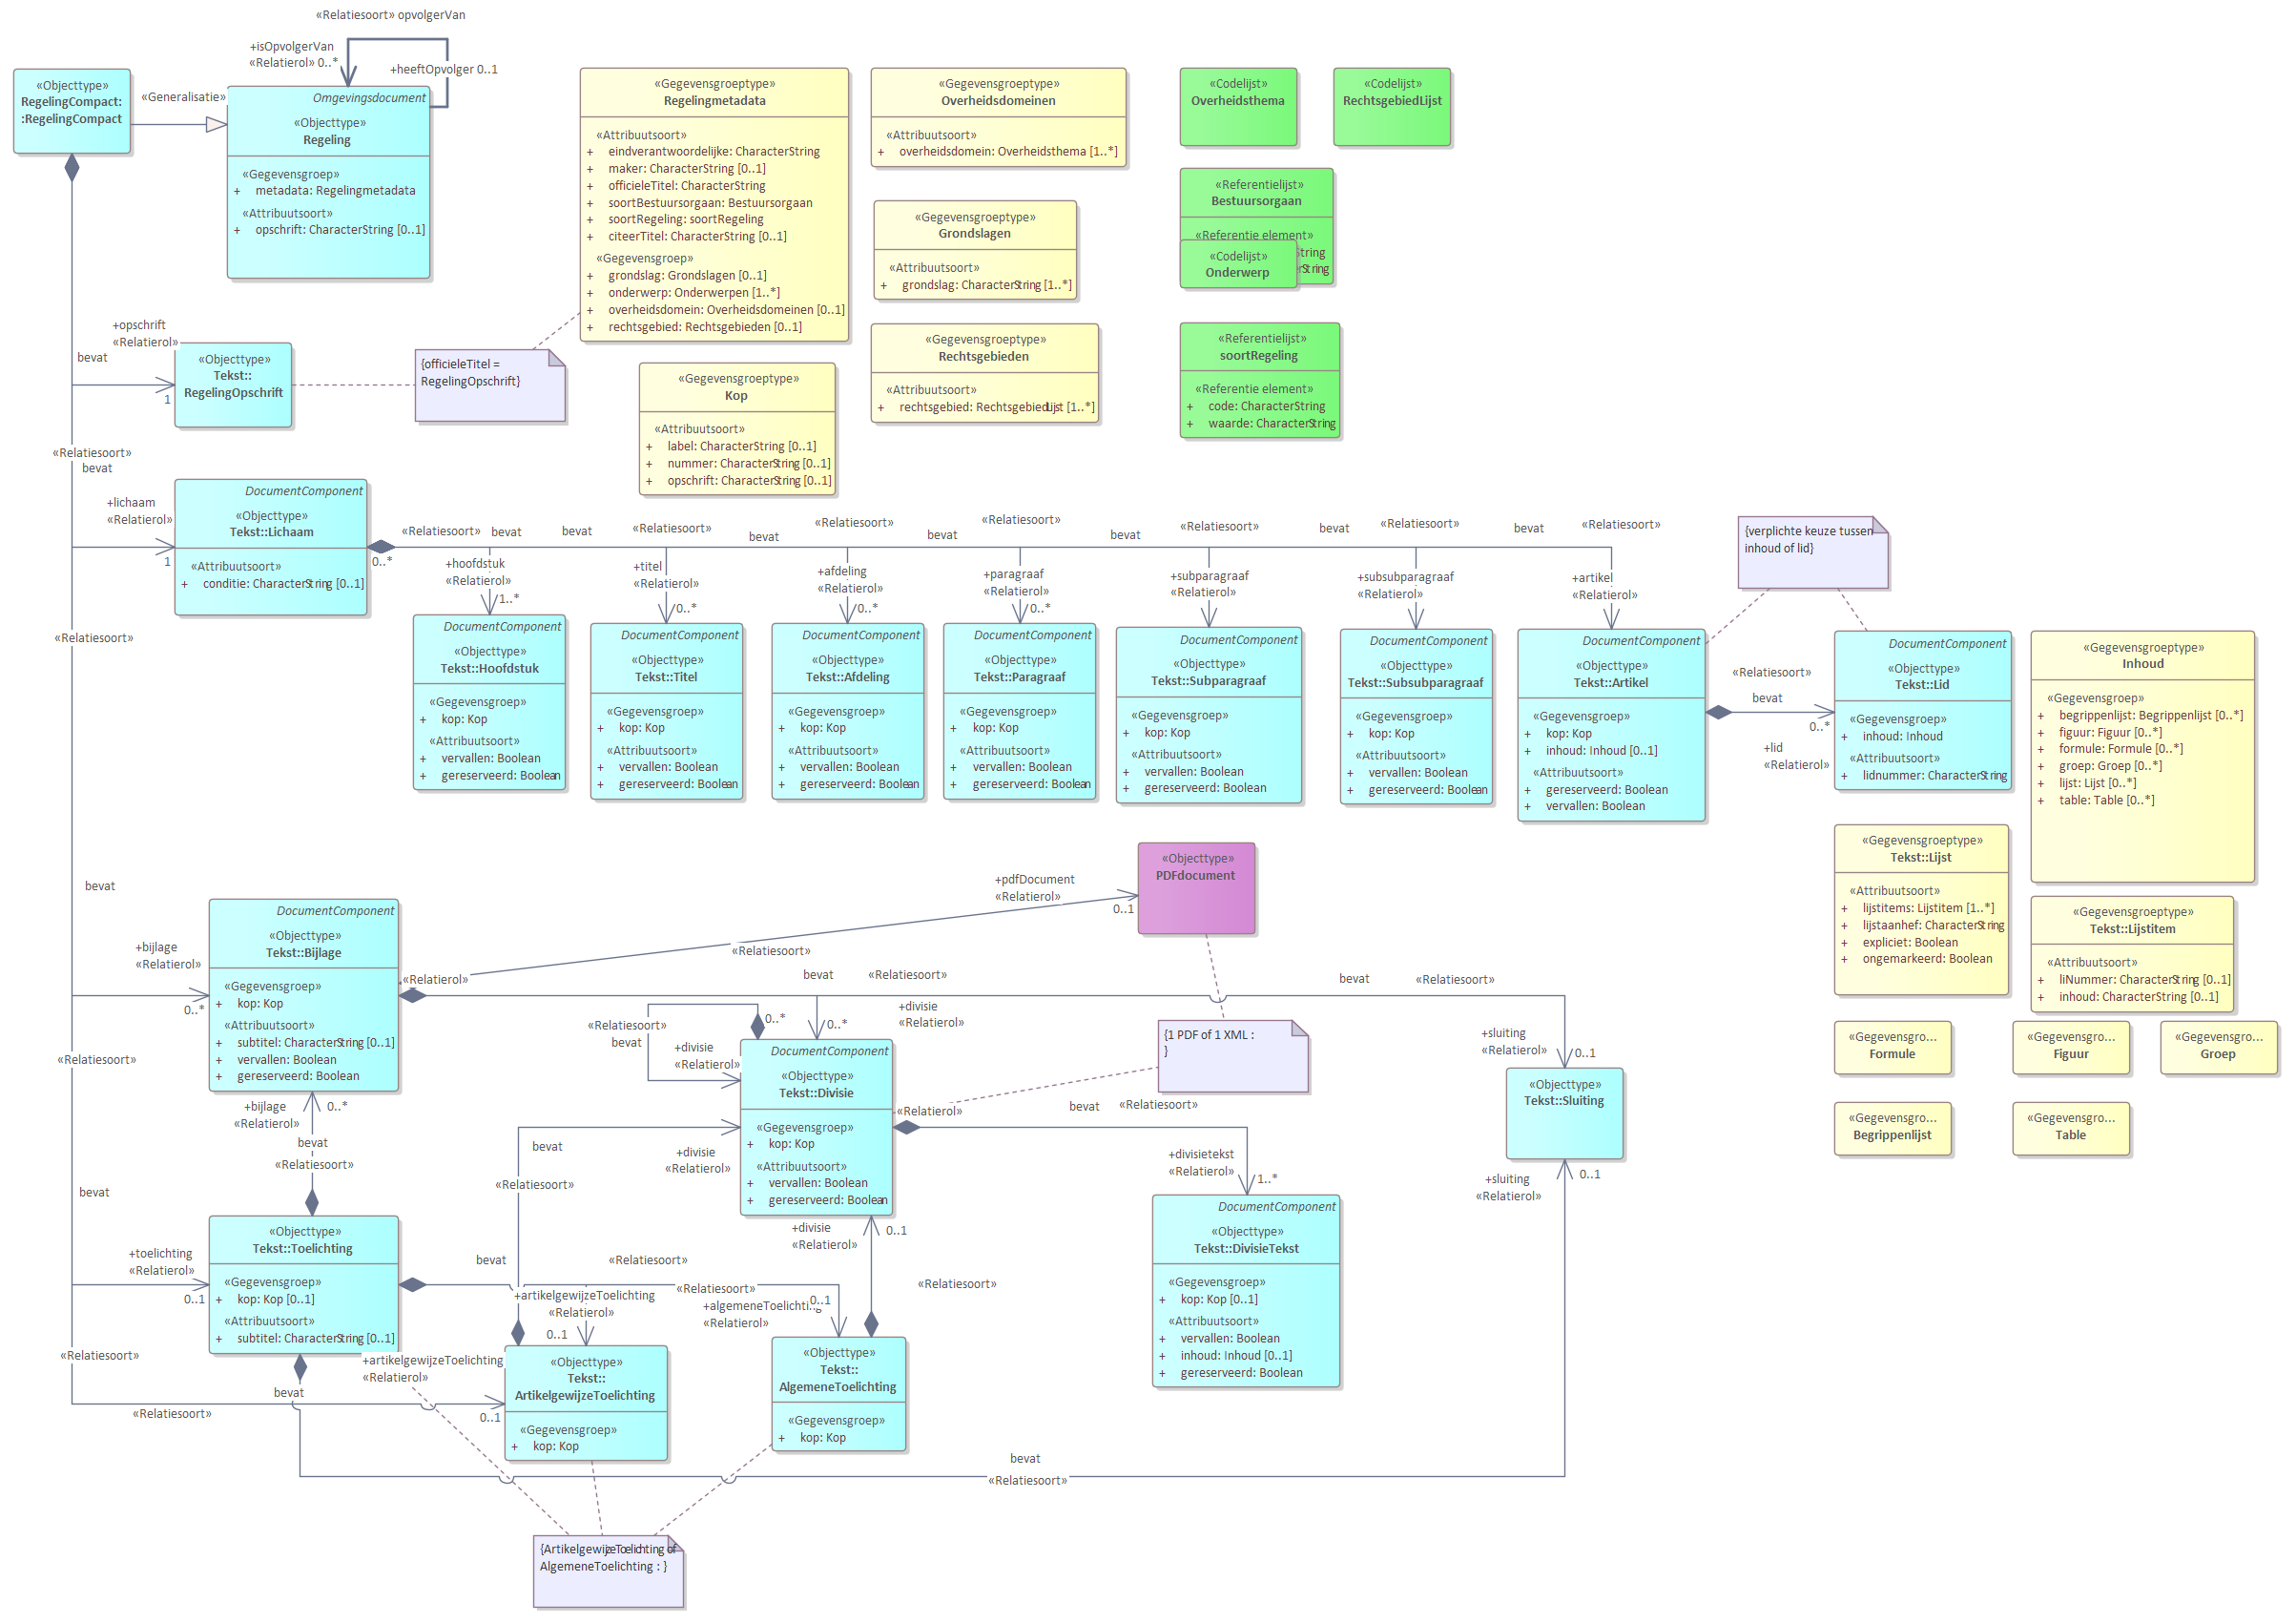 «Relatiesoort» opvolgerVan
+isOpvolgerVan
«Relatierol» 0..*
+heeftOpvolger 0..1
«Objecttype»
RegelingCompact:
:RegelingCompact
«Generalisatie»
Omgevingsdocument
«Objecttype»
Regeling
«Gegevensgroep»
+ metadata: Regelingmetadata
«Attribuutsoort»
+ opschrift: CharacterString [0..1]
«Gegevensgroeptype»
Regelingmetadata
«Attribuutsoort»
+ eindverantwoordelijke: CharacterString
+ maker: CharacterString [0..1]
+ officieleTitel: CharacterString
+ soortBestuursorgaan: Bestuursorgaan
+ soortRegeling: soortRegeling
+ citeerTitel: CharacterString [0..1]
«Gegevensgroep»
+ grondslag: Grondslagen [0..1]
+ onderwerp: Onderwerpen [1..*]
+ overheidsdomein: Overheidsdomeinen [0..1]
+ rechtsgebied: Rechtsgebieden [0..1]
«Gegevensgroeptype»
Overheidsdomeinen
«Attribuutsoort»
+ overheidsdomein: Overheidsthema [1..*]
«Gegevensgroeptype»
Grondslagen
«Attribuutsoort»
+ grondslag: CharacterString [1..*]
«Gegevensgroeptype»
Rechtsgebieden
«Attribuutsoort»
+ rechtsgebied: RechtsgebiedLijst [1..*]
«Codelijst»
Overheidsthema
«Codelijst»
RechtsgebiedLijst
«Referentielijst»
Bestuursorgaan
«Referentie element»
tring
rString
«Codelijst»
Onderwerp
«Referentielijst»
soortRegeling
«Referentie element»
+ code: CharacterString
+ waarde: CharacterString
+opschrift
«Relatierol»
bevat
1
«Objecttype»
Tekst::
RegelingOpschrift
{officieleTitel =
RegelingOpschrift}
«Gegevensgroeptype»
Kop
«Attribuutsoort»
+ label: CharacterString [0..1]
+ nummer: CharacterString [0..1]
+ opschrift: CharacterString [0..1]
«Relatiesoort»
bevat
+lichaam
«Relatierol»
1
DocumentComponent
«Objecttype»
Tekst::Lichaam
«Attribuutsoort»
+ conditie: CharacterString [0..1]
0..*
«Relatiesoort» bevat
bevat
«Relatiesoort»
bevat
«Relatiesoort»
bevat
«Relatiesoort»
bevat
«Relatiesoort»
bevat
«Relatiesoort»
bevat
«Relatiesoort»
+hoofdstuk
«Relatierol»
1..*
+titel
«Relatierol»
0..*
+afdeling
«Relatierol»
0..*
+paragraaf
«Relatierol»
0..*
+subparagraaf
«Relatierol»
+subsubparagraaf
«Relatierol»
+artikel
«Relatierol»
{verplichte keuze tussen
inhoud of lid}
«Relatiesoort»
DocumentComponent
«Objecttype»
Tekst::Hoofdstuk
«Gegevensgroep»
+ kop: Kop
«Attribuutsoort»
+ vervallen: Boolean
+ gereserveerd: Boolean
DocumentComponent
«Objecttype»
Tekst::Titel
«Gegevensgroep»
+ kop: Kop
«Attribuutsoort»
+ vervallen: Boolean
+ gereserveerd: Boolean
DocumentComponent
«Objecttype»
Tekst::Afdeling
«Gegevensgroep»
+ kop: Kop
«Attribuutsoort»
+ vervallen: Boolean
+ gereserveerd: Boolean
DocumentComponent
«Objecttype»
Tekst::Paragraaf
«Gegevensgroep»
+ kop: Kop
«Attribuutsoort»
+ vervallen: Boolean
+ gereserveerd: Boolean
DocumentComponent
«Objecttype»
Tekst::Subparagraaf
«Gegevensgroep»
+ kop: Kop
«Attribuutsoort»
+ vervallen: Boolean
+ gereserveerd: Boolean
DocumentComponent
«Objecttype»
Tekst::Subsubparagraaf
«Gegevensgroep»
+ kop: Kop
«Attribuutsoort»
+ vervallen: Boolean
+ gereserveerd: Boolean
DocumentComponent
«Objecttype»
Tekst::Artikel
«Gegevensgroep»
+ kop: Kop
+ inhoud: Inhoud [0..1]
«Attribuutsoort»
+ gereserveerd: Boolean
+ vervallen: Boolean
«Relatiesoort»
bevat
0..*
+lid
«Relatierol»
DocumentComponent
«Objecttype»
Tekst::Lid
«Gegevensgroep»
+ inhoud: Inhoud
«Attribuutsoort»
+ lidnummer: CharacterString
«Gegevensgroeptype»
Inhoud
«Gegevensgroep»
+ begrippenlijst: Begrippenlijst [0..*]
+ figuur: Figuur [0..*]
+ formule: Formule [0..*]
+ groep: Groep [0..*]
+ lijst: Lijst [0..*]
+ table: Table [0..*]
«Gegevensgroeptype»
Tekst::Lijst
«Attribuutsoort»
+ lijstitems: Lijstitem [1..*]
+ lijstaanhef: CharacterString
+ expliciet: Boolean
+ ongemarkeerd: Boolean
«Gegevensgroeptype»
Tekst::Lijstitem
«Attribuutsoort»
+ liNummer: CharacterString [0..1]
+ inhoud: CharacterString [0..1]
«Gegevensgro...
Formule
«Gegevensgro...
Figuur
«Gegevensgro...
Groep
«Gegevensgro...
Begrippenlijst
«Gegevensgro...
Table
bevat
+bijlage
«Relatierol»
0..*
DocumentComponent
«Objecttype»
Tekst::Bijlage
«Gegevensgroep»
+ kop: Kop
«Attribuutsoort»
+ subtitel: CharacterString [0..1]
+ vervallen: Boolean
+ gereserveerd: Boolean
«Relatierol»
«Relatiesoort»
+pdfDocument
«Relatierol»
0..1
«Objecttype»
PDFdocument
bevat
«Relatiesoort»
bevat
«Relatiesoort»
+divisie
«Relatierol»
0..*
0..*
«Relatiesoort»
bevat
+divisie
«Relatierol»
{1 PDF of 1 XML :
}
+sluiting
«Relatierol»
0..1
«Objecttype»
Tekst::Sluiting
DocumentComponent
«Objecttype»
Tekst::Divisie
«Gegevensgroep»
+ kop: Kop
«Attribuutsoort»
+ vervallen: Boolean
+ gereserveerd: Boolean
«Relatierol»
bevat
«Relatiesoort»
+divisietekst
«Relatierol»
1..*
+sluiting
«Relatierol»
0..1
DocumentComponent
«Objecttype»
Tekst::DivisieTekst
«Gegevensgroep»
+ kop: Kop [0..1]
«Attribuutsoort»
+ vervallen: Boolean
+ inhoud: Inhoud [0..1]
+ gereserveerd: Boolean
«Relatiesoort»
+bijlage
«Relatierol»
0..*
bevat
«Relatiesoort»
bevat
«Relatiesoort»
+divisie
«Relatierol»
+divisie
«Relatierol»
0..1
«Relatiesoort»
bevat
+toelichting
«Relatierol»
0..1
«Objecttype»
Tekst::Toelichting
«Gegevensgroep»
+ kop: Kop [0..1]
«Attribuutsoort»
+ subtitel: CharacterString [0..1]
bevat
«Relatiesoort»
«Relatiesoort»
+artikelgewijzeToelichting
«Relatierol»
0..1
0..1
+algemeneToelichting
«Relatierol»
«Relatiesoort»
+artikelgewijzeToelichting
«Relatierol»
bevat
«Relatiesoort»
0..1
«Objecttype»
Tekst::
ArtikelgewijzeToelichting
«Gegevensgroep»
+ kop: Kop
«Objecttype»
Tekst::
AlgemeneToelichting
«Gegevensgroep»
+ kop: Kop
bevat
«Relatiesoort»
{ArtikelgewijzeToelichting of
AlgemeneToelichting : }